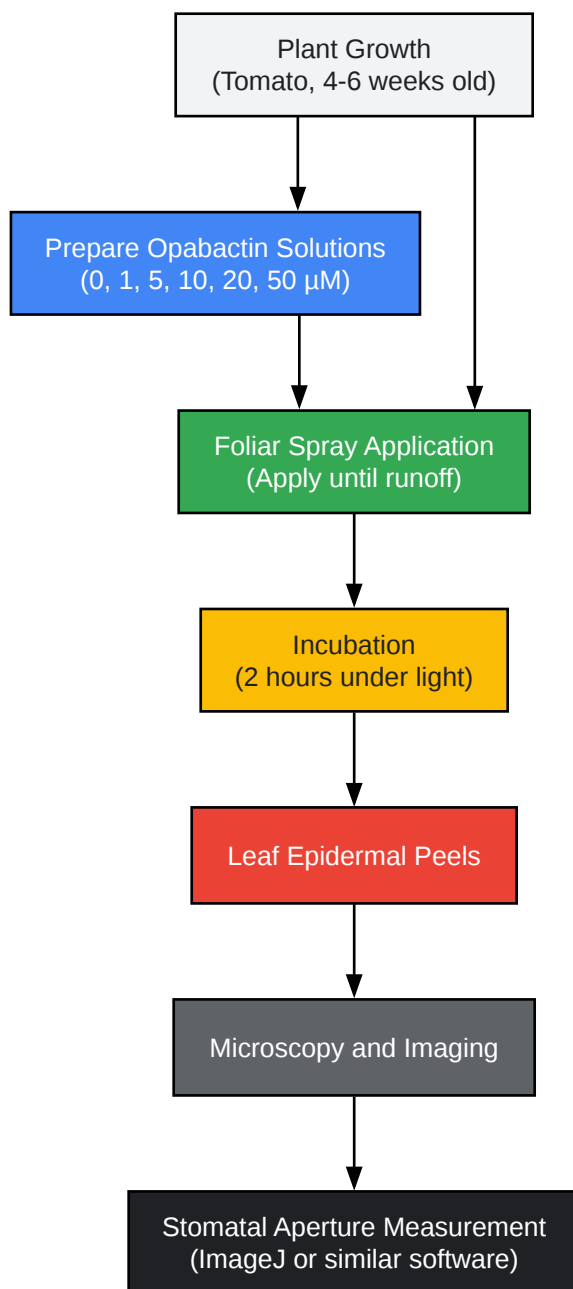 Plant Growth
(Tomato, 4-6 weeks old)
Prepare Opabactin Solutions
(0, 1, 5, 10, 20, 50 µM)
Foliar Spray Application
(Apply until runoff)
Incubation
(2 hours under light)
Leaf Epidermal Peels
Microscopy and Imaging
Stomatal Aperture Measurement
(ImageJ or similar software)